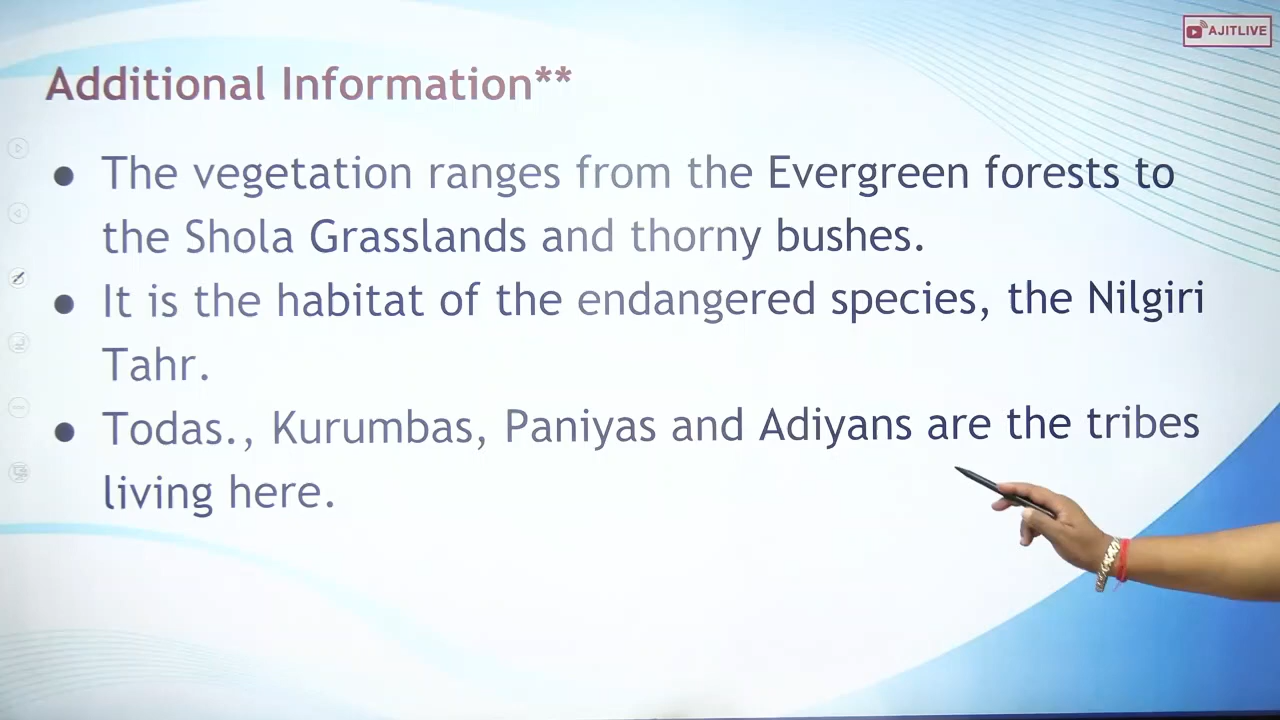 AJITLIVE
Additional Information**
● The vegetation ranges from the Evergreen forests to
the Shola Grasslands and thorny bushes.
● It is the habitat of the endangered species, the Nilgiri
Tahr.
● Todas., Kurumbas, Paniyas and Adiyans are the tribes
living here.